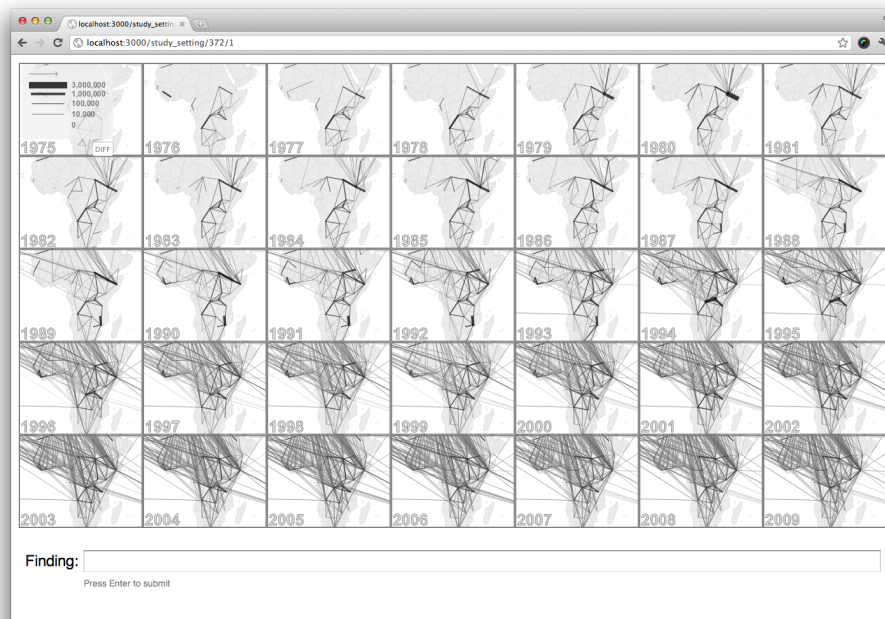 localhost:3000/study_setting
localhost:3000/study_setting/372/1
3,000,000
1,000,000
100,000
10,000
0
DIFF
1975 1976 1977 1978 1979 1980 1981
1982 1983 1984 1985 1986 1987 1988
1989 1990 1991 1992 1993 1994 1995
1996 1997 1998 1999 2000 2001 2002
2003 2004 2005 2006 2007 2008 2009
Finding:
Press Enter to submit